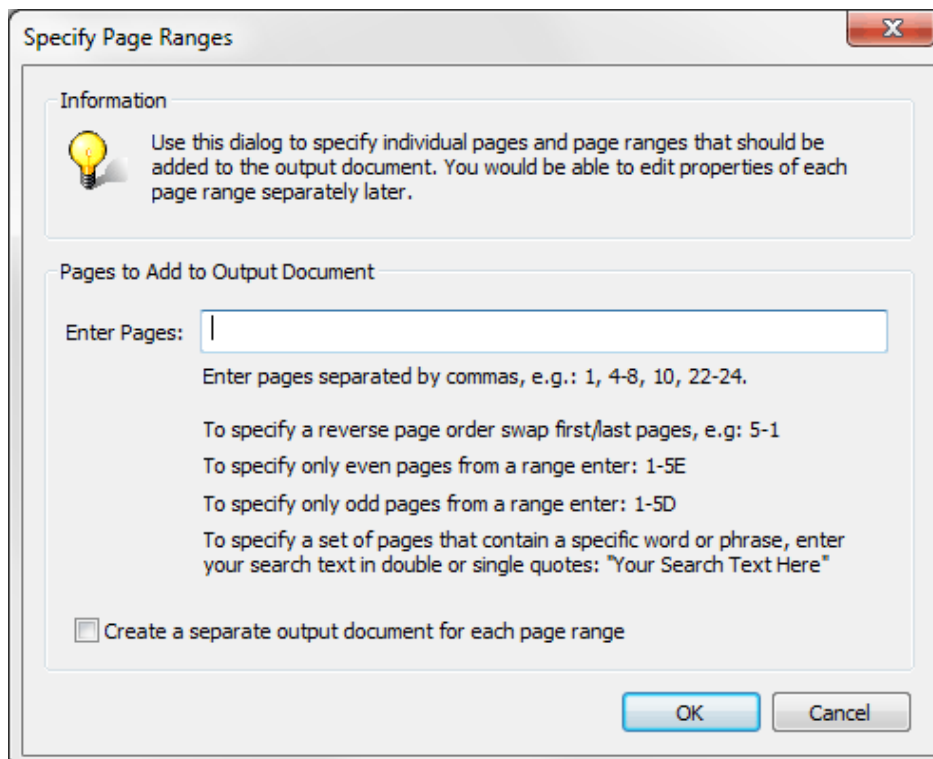 Specify Page Ranges
Information
Use this dialog to specify individual pages and page ranges that should be
added to the output document. You would be able to edit properties of each
page range separately later.
Pages to Add to Output Document
Enter Pages:
Enter pages separated by commas, e.g.: 1, 4-8, 10, 22-24.
To specify a reverse page order swap first/last pages, e.g: 5-1
To specify only even pages from a range enter: 1-5E
To specify only odd pages from a range enter: 1-5D
To specify a set of pages that contain a specific word or phrase, enter
your search text in double or single quotes: "Your Search Text Here"
Create a separate output document for each page range
OK Cancel